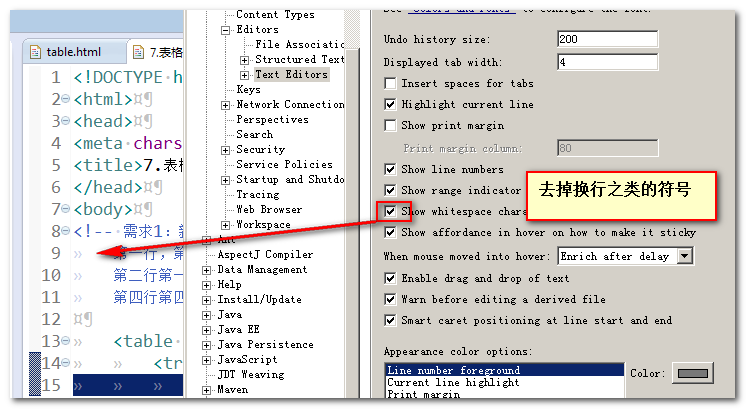 table.html
7.表格
1 <!DOCTYPE h
2 <html>¤¶
3 <head>¤¶
4 <meta chars
5 <title>7.表格
6 </head>¤¶
7 <body>¤¶
8 <!-- 需求1:
9 » 第一行，第
10 » 第二行第一
11 » 第四行第四
12 ¤¶
13 » <table
14 » » <tr
15 » » »
Content Types
Editors
File Associatio
Structured Text
Text Editors
Keys
Network Connection
Perspectives
Search
Security
Service Policies
Startup and Shutdo
Tracing
Web Browser
Workspace
Ant
AspectJ Compiler
Data Management
Help
Install/Update
Java
Java EE
Java Persistence
JavaScript
JDT Weaving
Maven
See 'Colors and Fonts' to configure the font.
Undo history size: 200
Displayed tab width: 4
Insert spaces for tabs
Highlight current line
Show print margin
Print margin column: 80
Show line numbers
Show range indicator
Show whitespace chara
去掉换行之类的符号
Show affordance in hover on how to make it sticky
When mouse moved into hover: Enrich after delay
Enable drag and drop of text
Warn before editing a derived file
Smart caret positioning at line start and end
Appearance color options:
Line number foreground
Current line highlight
Print margin
Color: